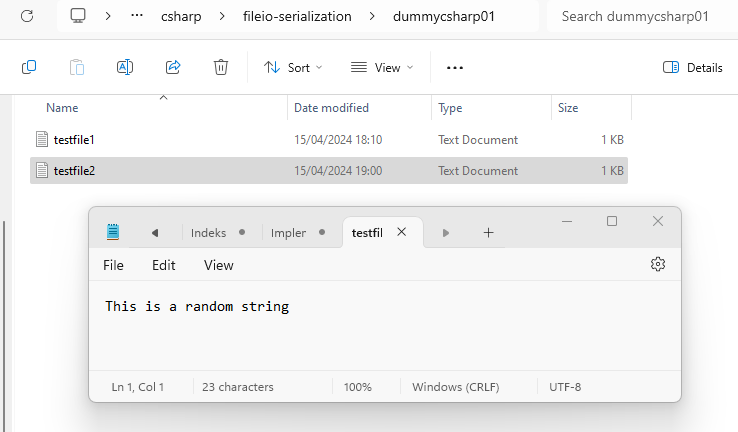 ··· csharp fileio-serialization dummycsharp01 Search dummycsharp01
Sort View ··· Details
Name Date modified Type Size
testfile1 15/04/2024 18:10 Text Document 1 KB
testfile2 15/04/2024 19:00 Text Document 1 KB
Indeks Impler testfil
File Edit View
This is a random string
Ln 1, Col 1 23 characters 100% Windows (CRLF) UTF-8